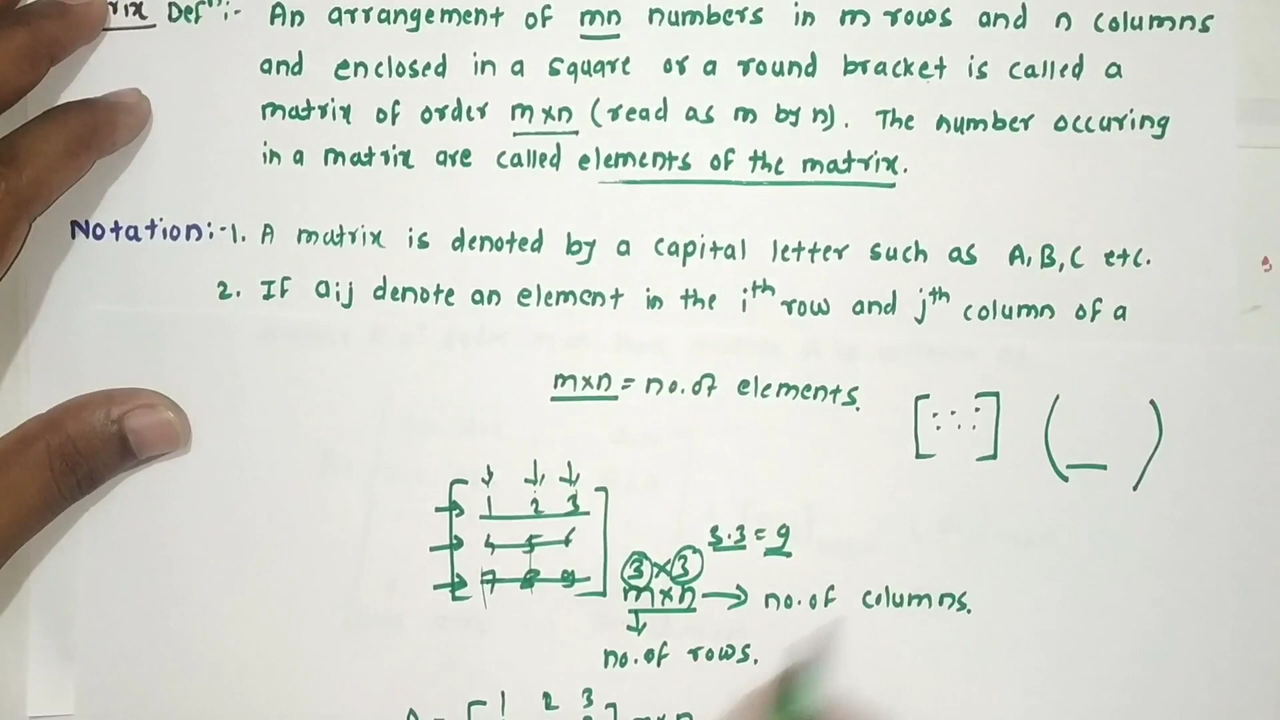 Defⁿ:- An arrangement of mn numbers in m rows and n columns
and enclosed in a square or a round bracket is called a
matrix of order m×n (read as m by n). The number occuring
in a matrix are called elements of the matrix.
Notation:-1. A matrix is denoted by a capital letter such as A, B, C etc.
2. If aij denote an element in the iᵗʰ row and jᵗʰ column of a
m×n = no. of elements.
1 2 3
4 5 6
7 8 9
3.3 = 9
3×3
m×n → no. of columns.
no. of rows.
1 2 3